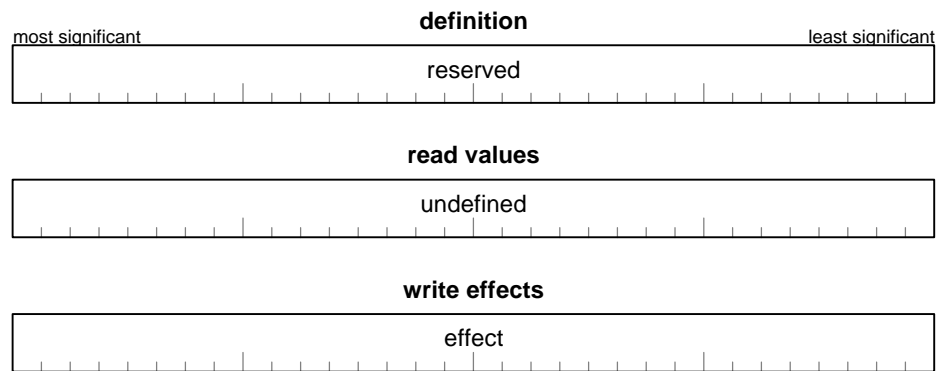 definition
most significant least significant
reserved
read values
undefined
write effects
effect